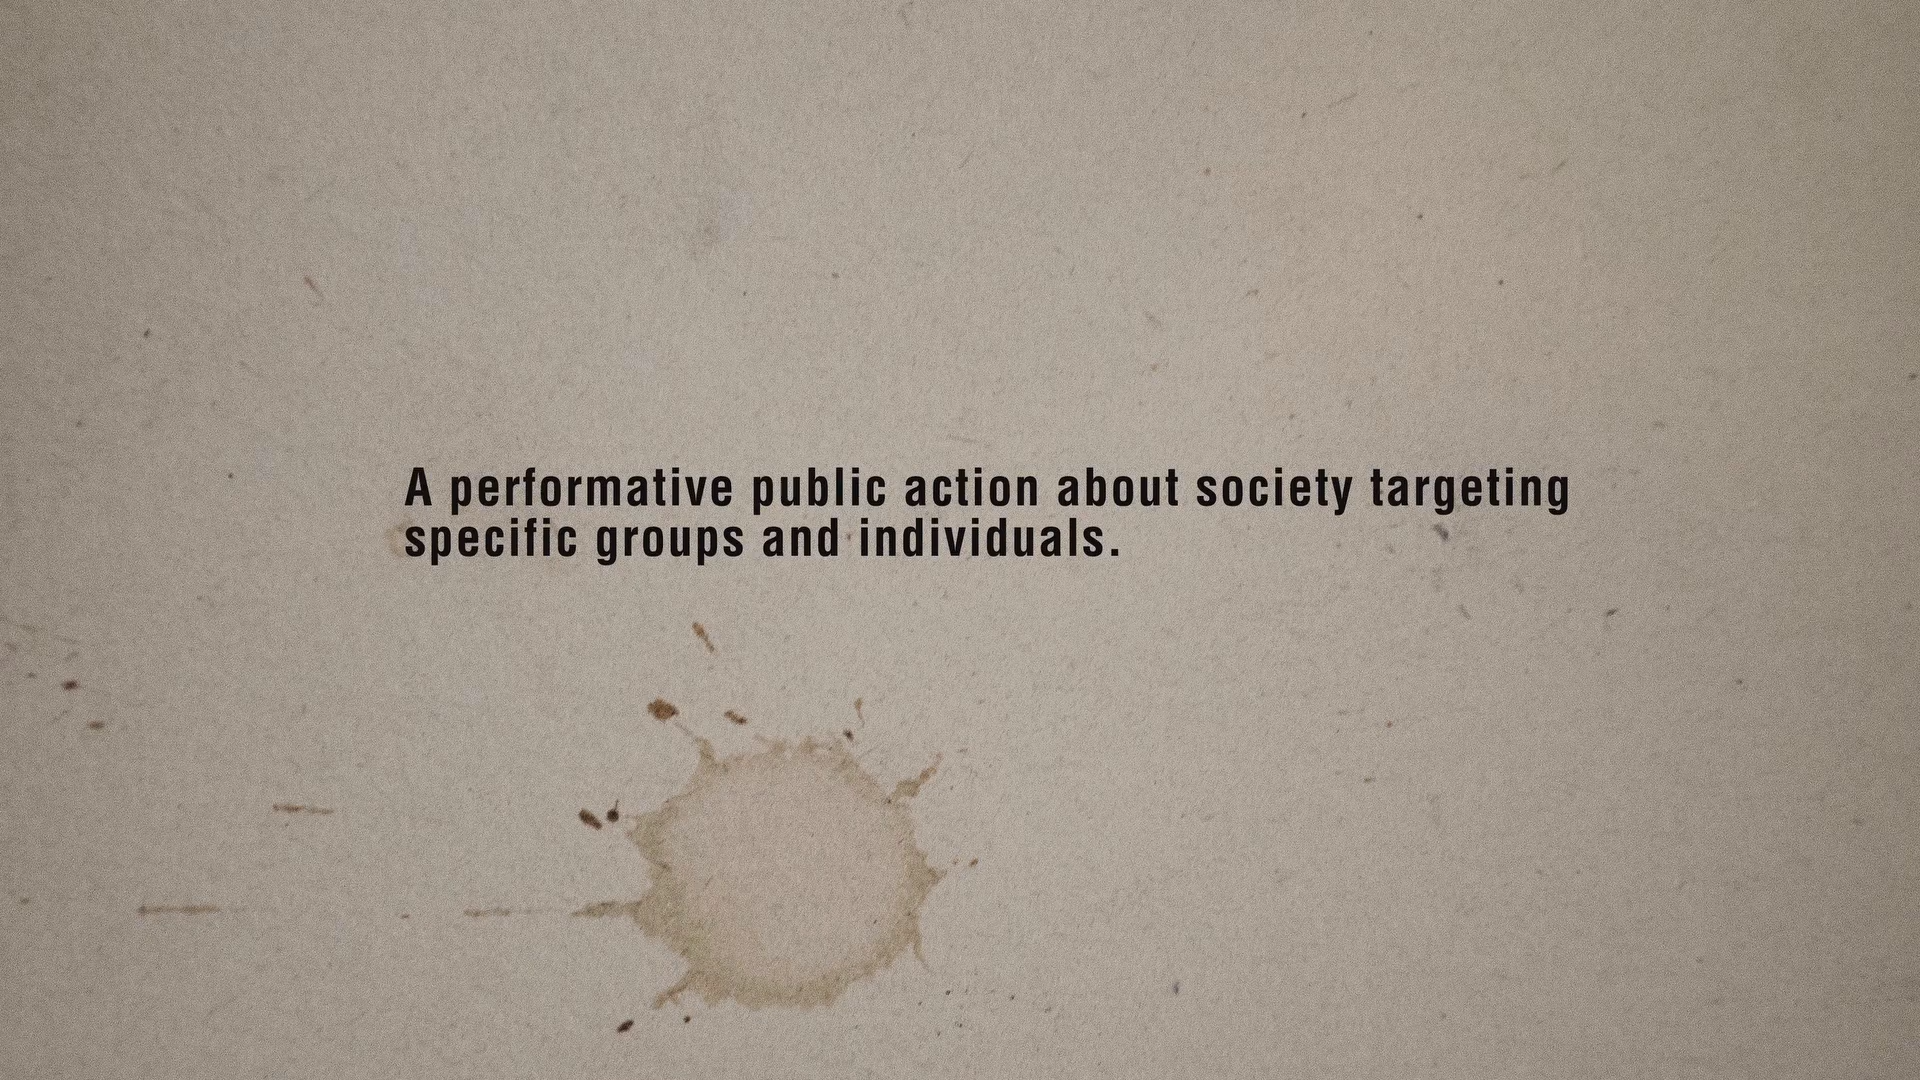 A performative public action about society targeting
specific groups and individuals.